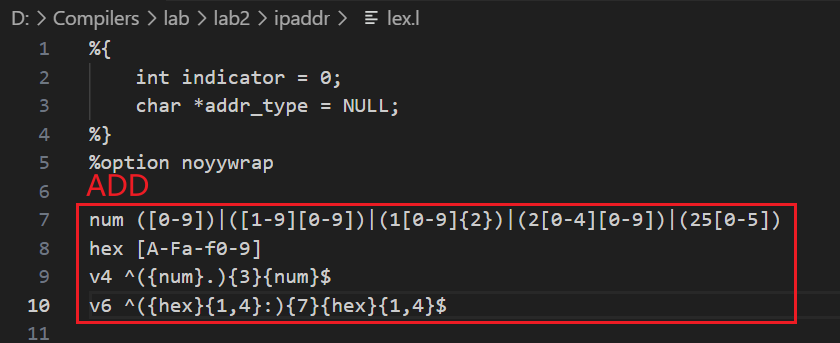 D: > Compilers > lab > lab2 > ipaddr > lex.l
1 %{
2 int indicator = 0;
3 char *addr_type = NULL;
4 %}
5 %option noyywrap
6 ADD
7 num ([0-9])|([1-9][0-9])|(1[0-9]{2})|(2[0-4][0-9])|(25[0-5])
8 hex [A-Fa-f0-9]
9 v4 ^({num}.){3}{num}$
10 v6 ^({hex}{1,4}:){7}{hex}{1,4}$
11